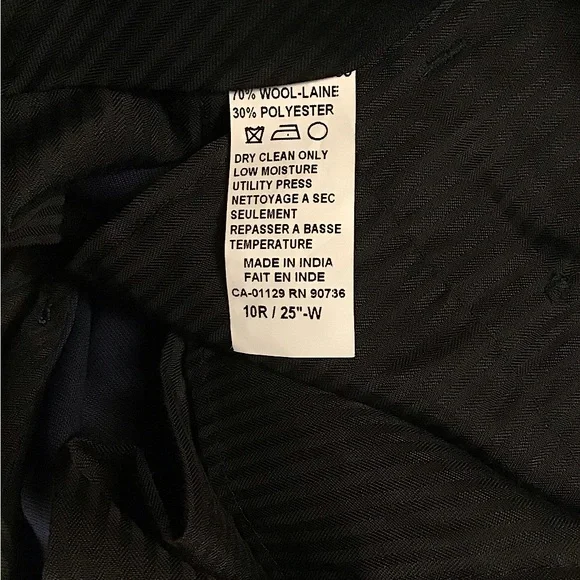 70% WOOL-LAINE
30% POLYESTER
DRY CLEAN ONLY
LOW MOISTURE
UTILITY PRESS
NETTOYAGE A SEC
SEULEMENT
REPASSER A BASSE
TEMPERATURE
MADE IN INDIA
FAIT EN INDE
CA-01129 RN 90736
10R / 25"-W